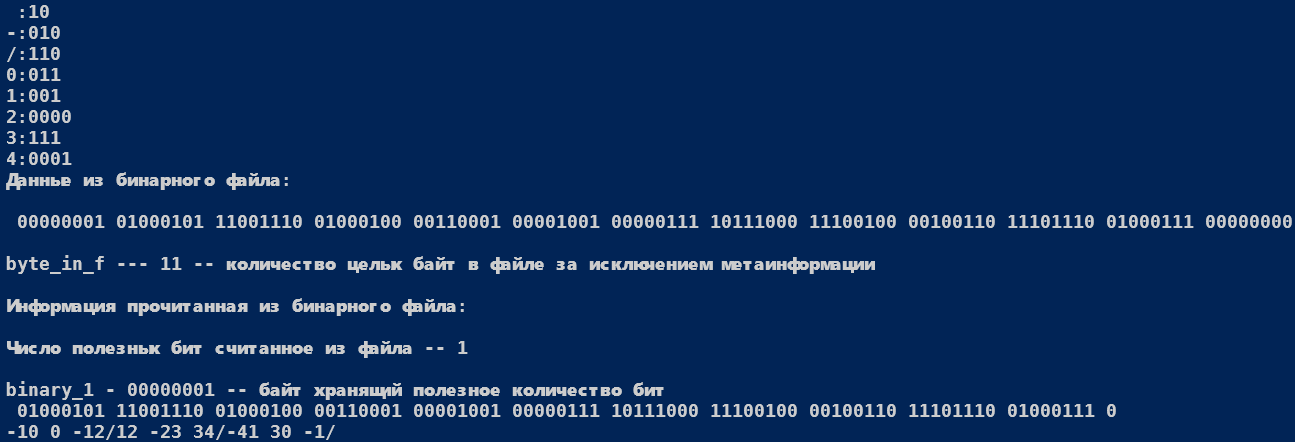 :10
-:010
/:110
0:011
1:001
2:0000
3:111
4:0001
Данные из бинарного файла:
 00000001 01000101 11001110 01000100 00110001 00001001 00000111 10111000 11100100 00100110 11101110 01000111 00000000
byte_in_f --- 11 -- количество целых байт в файле за исключением метаинформации
Информация прочитанная из бинарного файла:
Число полезных бит считанное из файла -- 1
binary_1 - 00000001 -- байт хранящий полезное количество бит
 01000101 11001110 01000100 00110001 00001001 00000111 10111000 11100100 00100110 11101110 01000111 0
-10 0 -12/12 -23 34/-41 30 -1/